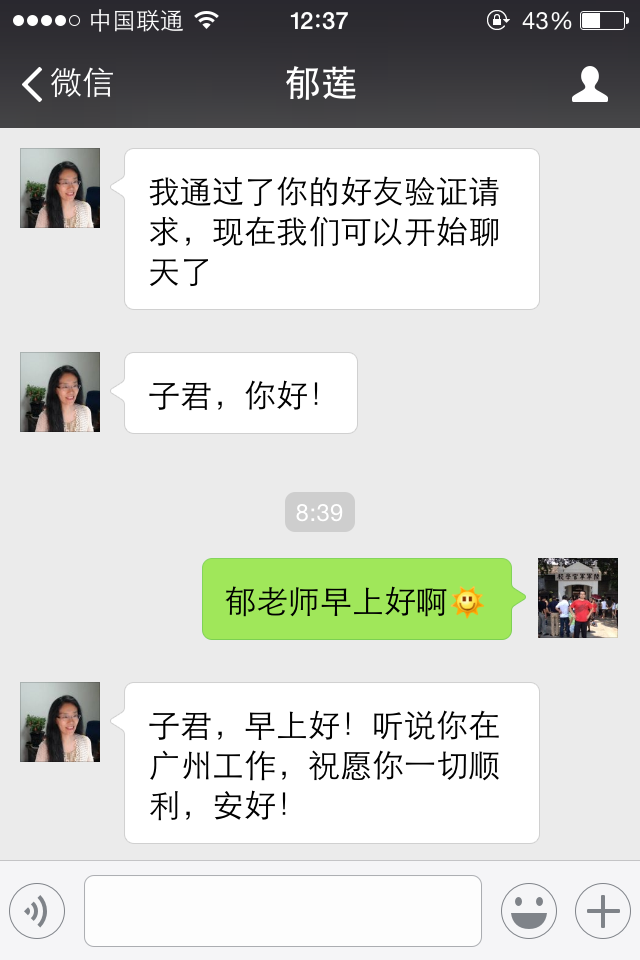 中国联通 12:37 43%
微信 郁莲
我通过了你的好友验证请
求，现在我们可以开始聊
天了
子君，你好！
8:39
郁老师早上好啊
子君，早上好！听说你在
广州工作，祝愿你一切顺
利，安好！